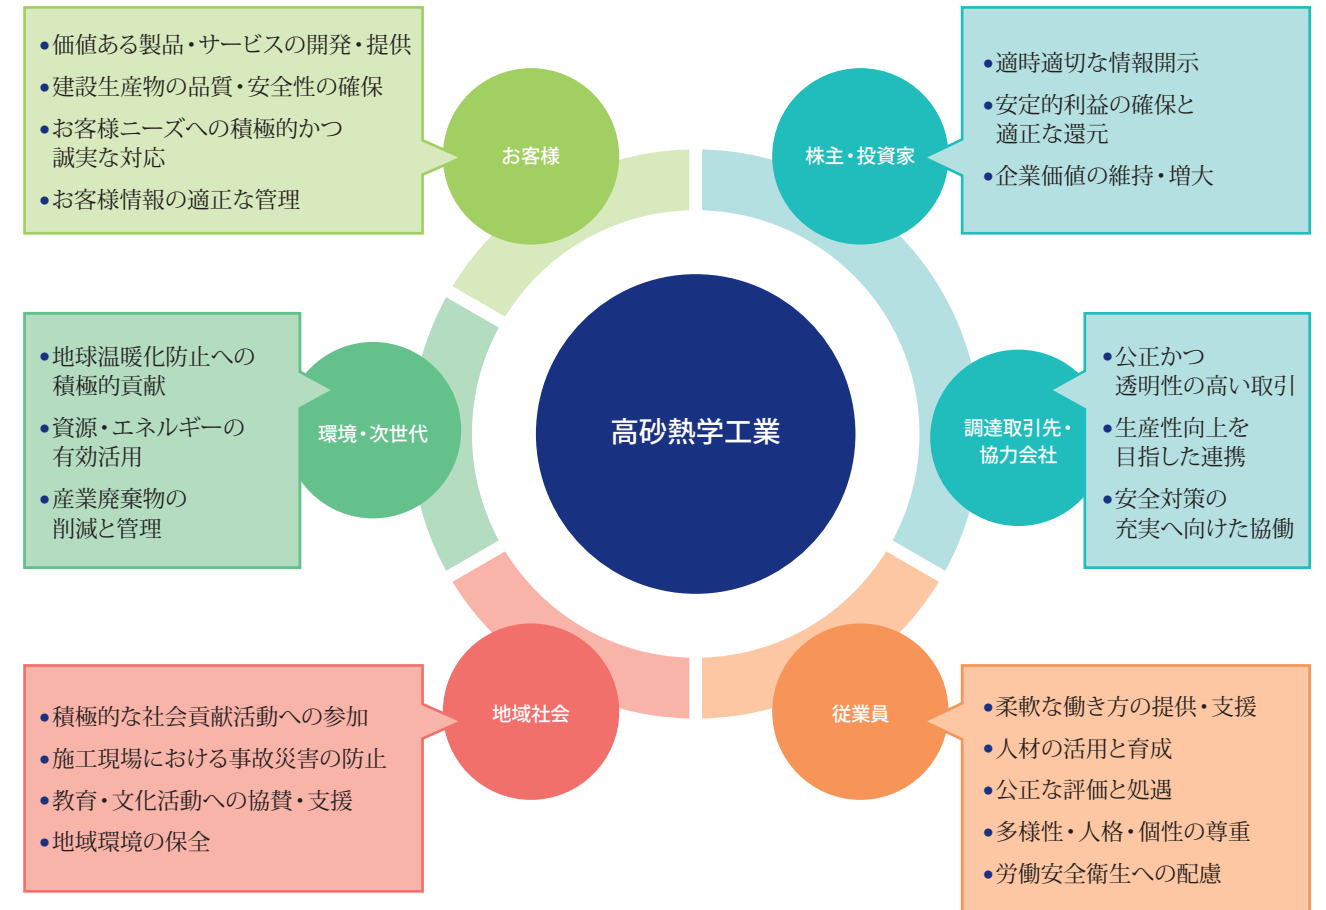 •価値ある製品・サービスの開発・提供
•建設生産物の品質・安全性の確保
•お客様ニーズへの積極的かつ
誠実な対応
•お客様情報の適正な管理
お客様
株主・投資家
•適時適切な情報開示
•安定的利益の確保と
適正な還元
•企業価値の維持・増大
•地球温暖化防止への
積極的貢献
•資源・エネルギーの
有効活用
•産業廃棄物の
削減と管理
環境・次世代
高砂熱学工業
調達取引先・
協力会社
•公正かつ
透明性の高い取引
•生産性向上を
目指した連携
•安全対策の
充実へ向けた協働
•積極的な社会貢献活動への参加
•施工現場における事故災害の防止
•教育・文化活動への協賛・支援
•地域環境の保全
地域社会
従業員
•柔軟な働き方の提供・支援
•人材の活用と育成
•公正な評価と処遇
•多様性・人格・個性の尊重
•労働安全衛生への配慮